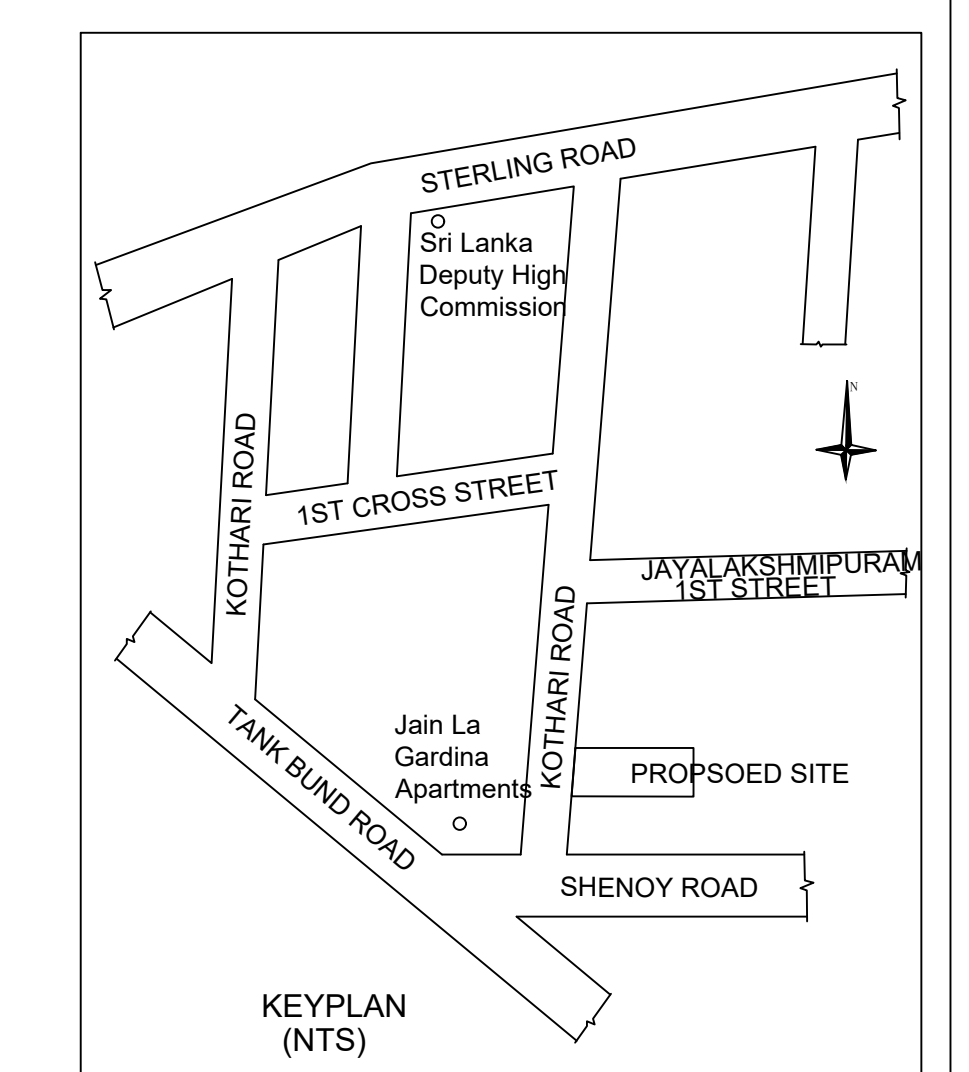 STERLING ROAD
Sri Lanka
Deputy High
Commission
N
KOTHARI ROAD
1ST CROSS STREET
JAYALAKSHMIPURAM
1ST STREET
KOTHARI ROAD
TANK BUND ROAD
Jain La
Gardina
Apartments
PROPSOED SITE
SHENOY ROAD
KEYPLAN
(NTS)